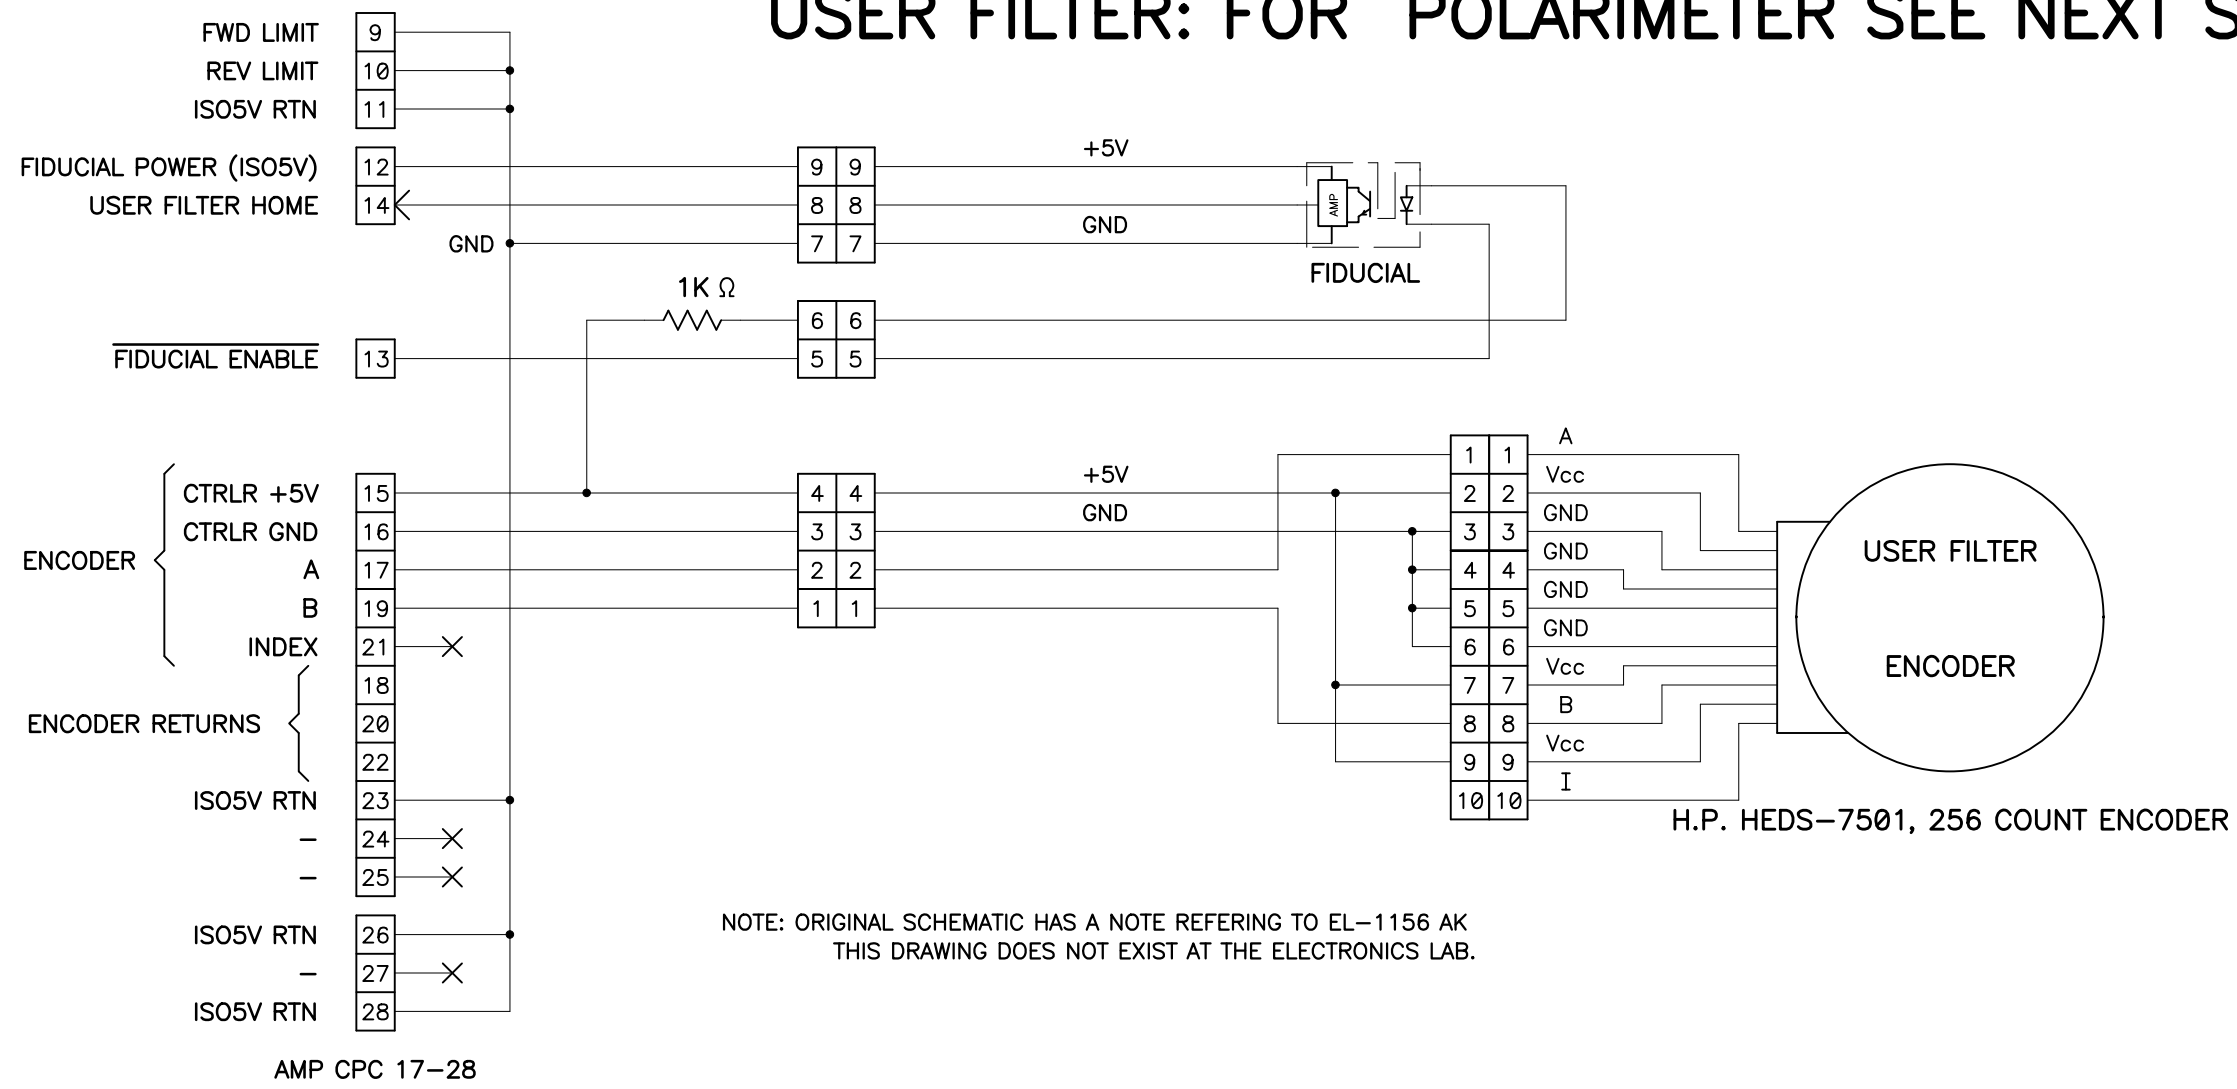 USER FILTER: FOR POLARIMETER SEE NEXT S
FWD LIMIT 9
REV LIMIT 10
ISO5V RTN 11
FIDUCIAL POWER (ISO5V) 12 9 9 +5V
USER FILTER HOME 14 8 8 AMP
GND 7 7 GND
FIDUCIAL
1K Ω
6 6
FIDUCIAL ENABLE 13 5 5
ENCODER
CTRLR +5V 15 4 4 +5V
CTRLR GND 16 3 3 GND
A 17 2 2
B 19 1 1
INDEX 21
ENCODER RETURNS
18
20
22
ISO5V RTN 23
– 24
– 25
ISO5V RTN 26
– 27
ISO5V RTN 28
AMP CPC 17–28
1 1 A
2 2 Vcc
3 3 GND
4 4 GND
5 5 GND
6 6 GND
7 7 Vcc
8 8 B
9 9 Vcc
10 10 I
USER FILTER
ENCODER
H.P. HEDS–7501, 256 COUNT ENCODER
NOTE: ORIGINAL SCHEMATIC HAS A NOTE REFERING TO EL–1156 AK
THIS DRAWING DOES NOT EXIST AT THE ELECTRONICS LAB.